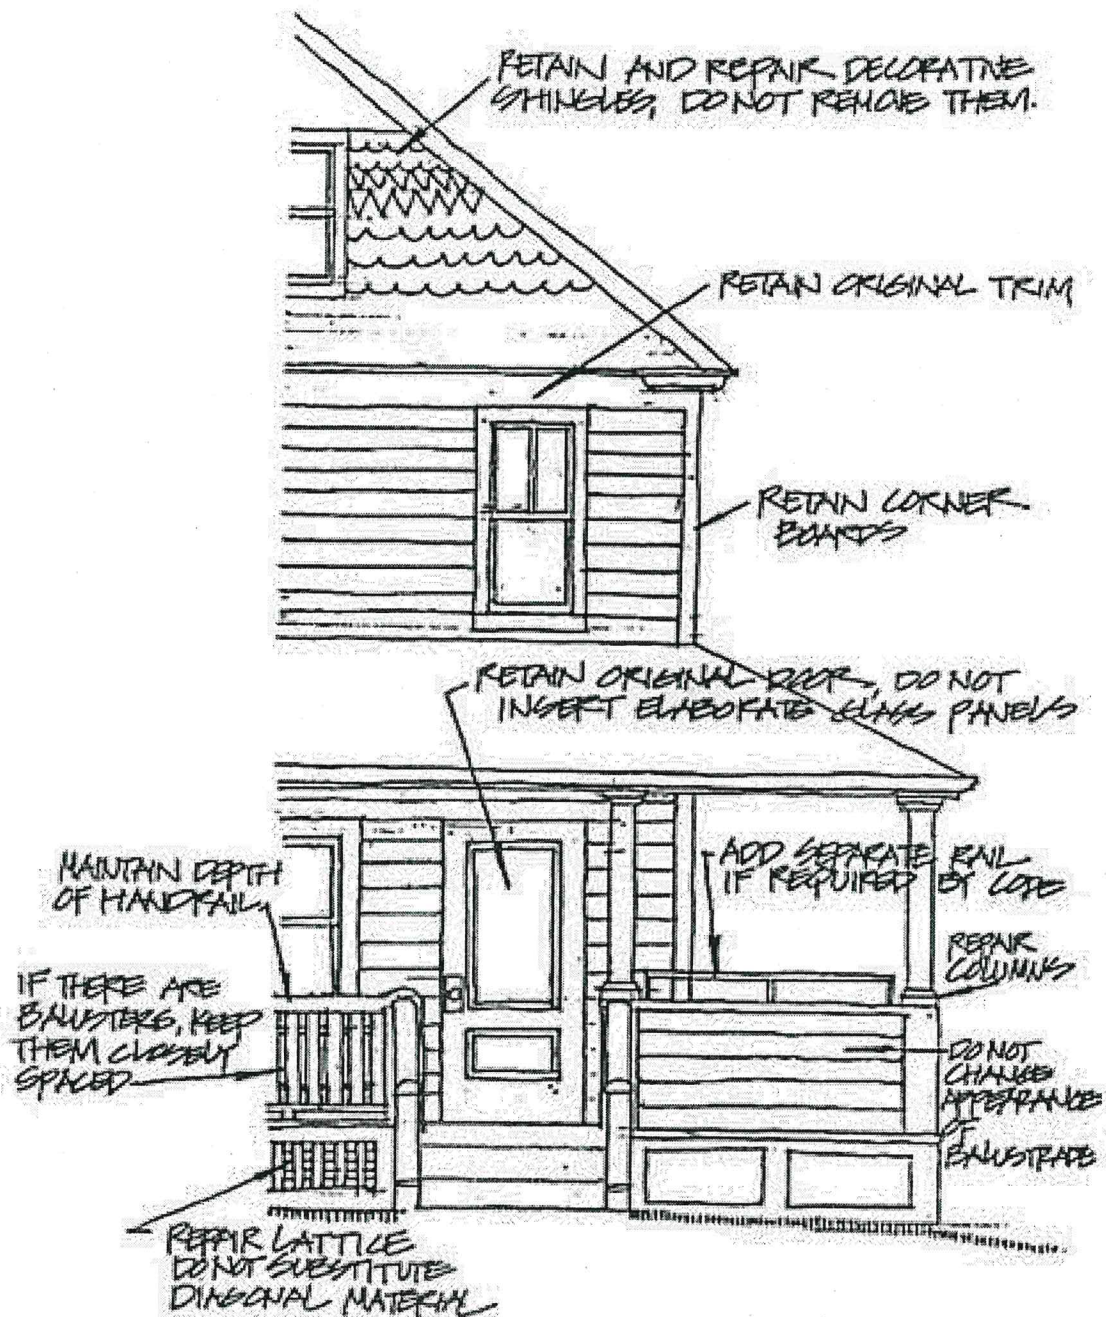 RETAIN AND REPAIR DECORATIVE
SHINGLES, DO NOT REMOVE THEM.
RETAIN ORIGINAL TRIM
RETAIN CORNER
BOARDS
RETAIN ORIGINAL DOOR, DO NOT
INSERT ELABORATE GLASS PANELS
MAINTAIN DEPTH
OF HANDRAIL
ADD SEPARATE RAIL
IF REQUIRED BY CODE
REPAIR
COLUMNS
IF THERE ARE
BALUSTERS, KEEP
THEM CLOSELY
SPACED
DO NOT
CHANGE
APPEARANCE
OF
BALUSTRADE
REPAIR LATTICE
DO NOT SUBSTITUTE
DIAGONAL MATERIAL